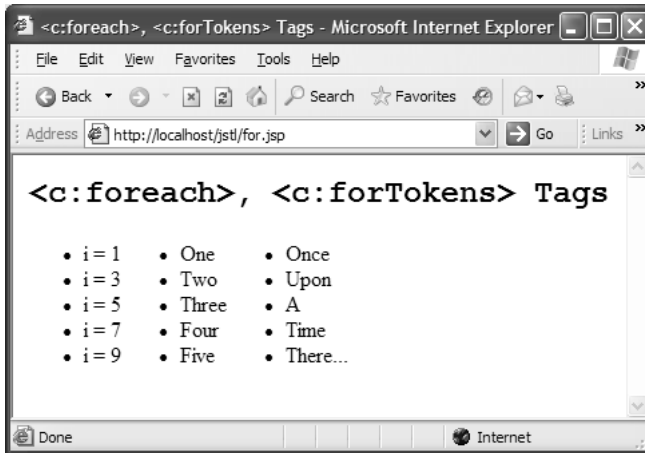 <c:foreach>, <c:forTokens> Tags - Microsoft Internet Explorer
File Edit View Favorites Tools Help
Back Search Favorites »
Address http://localhost/jstl/for.jsp Go Links »
<c:foreach>, <c:forTokens> Tags
• i = 1 • One • Once
• i = 3 • Two • Upon
• i = 5 • Three • A
• i = 7 • Four • Time
• i = 9 • Five • There...
Done Internet